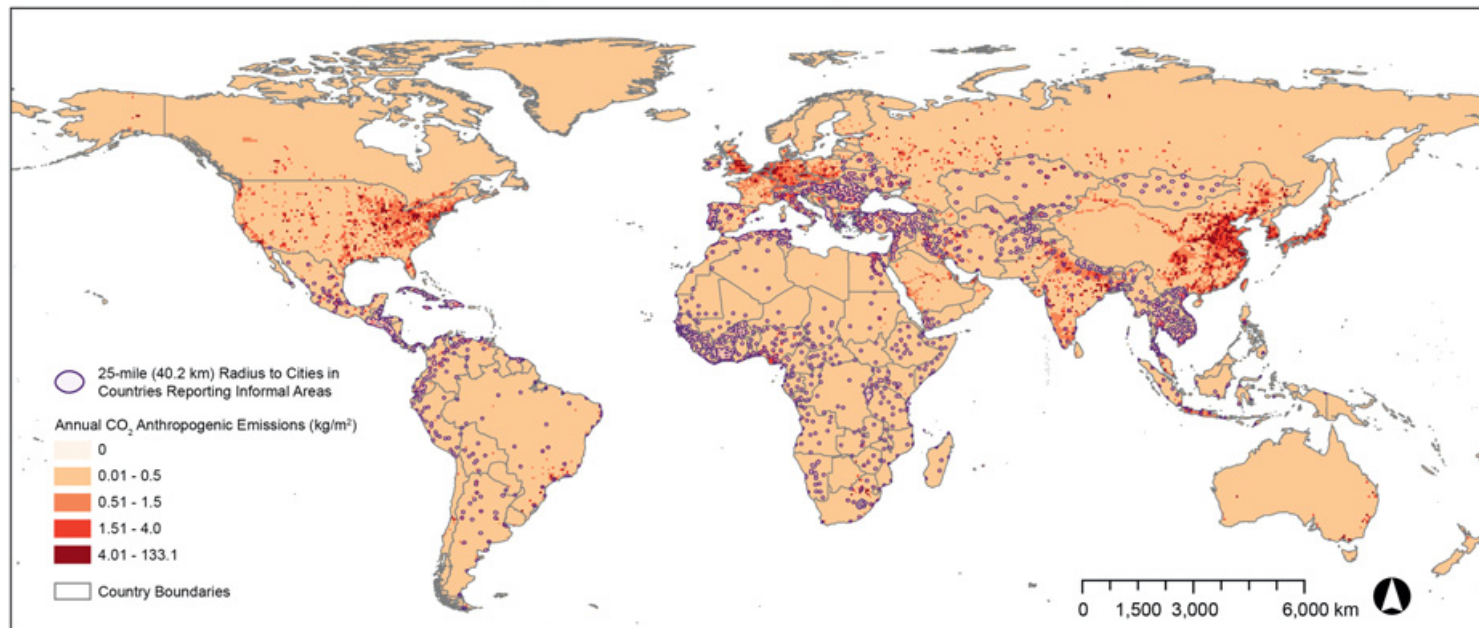 25-mile (40.2 km) Radius to Cities in
Countries Reporting Informal Areas
Annual CO₂ Anthropogenic Emissions (kg/m²)
0
0.01 - 0.5
0.51 - 1.5
1.51 - 4.0
4.01 - 133.1
Country Boundaries
0 1,500 3,000 6,000 km